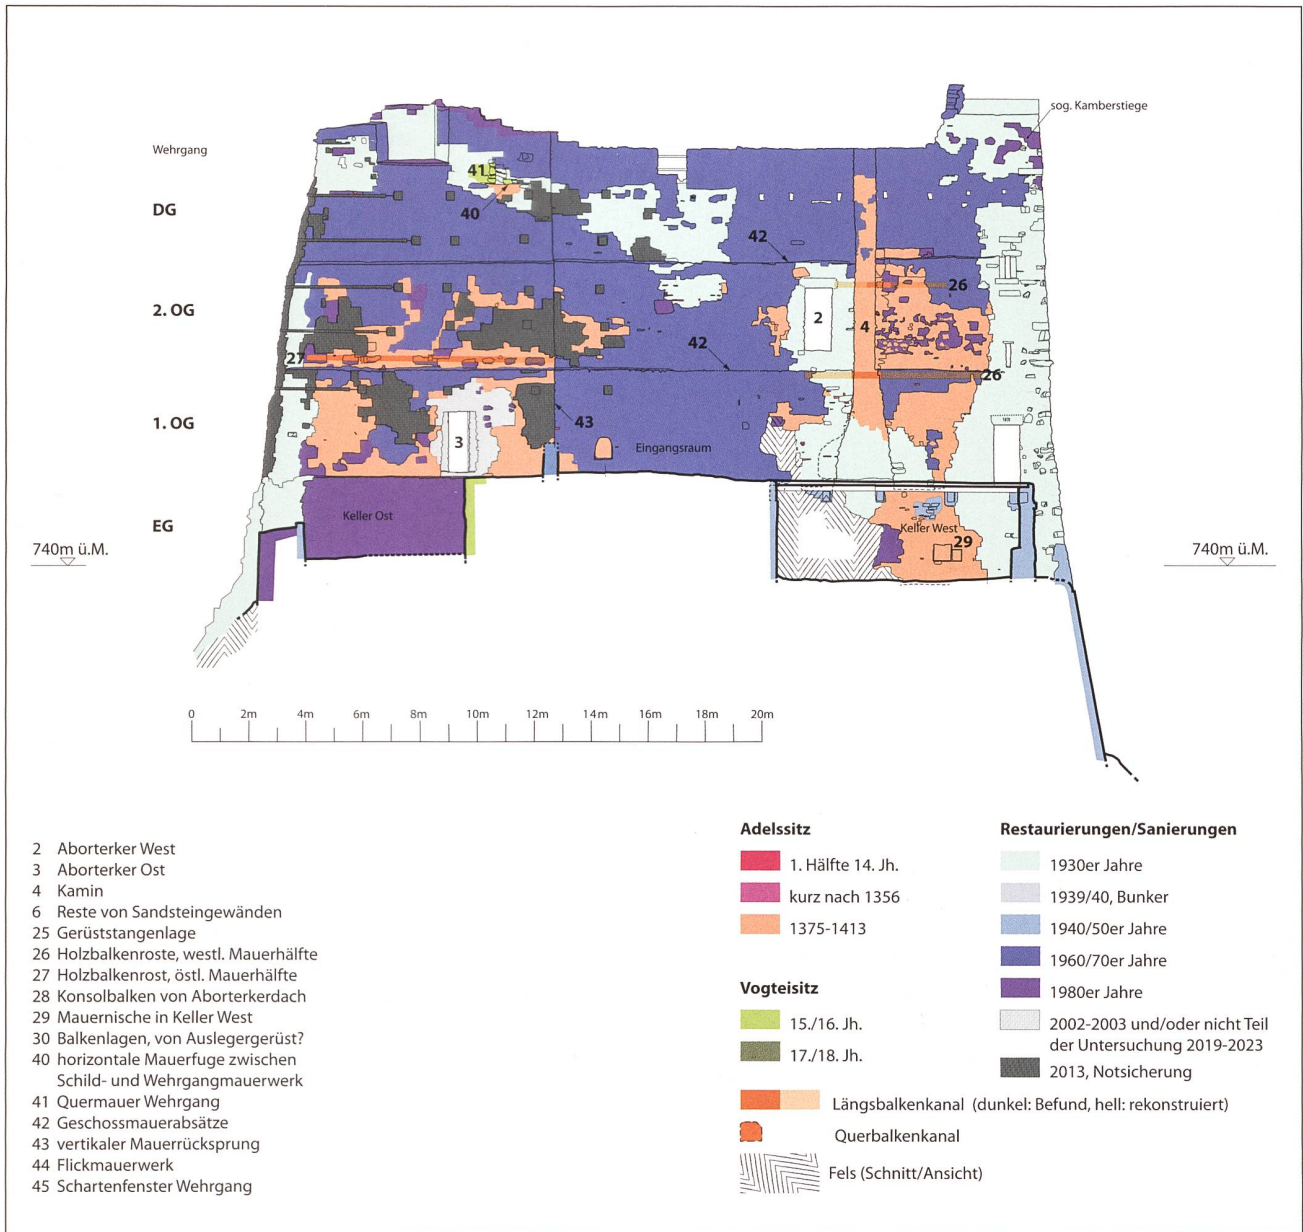 sog. Kamberstiege
Wehrgang
41
DG
40
42
26
2. OG
2
4
42
27
26
1. OG
43
3
Eingangsraum
Keller Ost
EG
Keller West
29
740m ü.M.
740m ü.M.
0 2m 4m 6m 8m 10m 12m 14m 16m 18m 20m
2 Aborterker West
3 Aborterker Ost
4 Kamin
6 Reste von Sandsteingewänden
25 Gerüststangenlage
26 Holzbalkenroste, westl. Mauerhälfte
27 Holzbalkenrost, östl. Mauerhälfte
28 Konsolbalken von Aborterkerdach
29 Mauernische in Keller West
30 Balkenlagen, von Auslegergerüst?
40 horizontale Mauerfuge zwischen
Schild- und Wehrgangmauerwerk
41 Quermauer Wehrgang
42 Geschossmauerabsätze
43 vertikaler Mauerrücksprung
44 Flickmauerwerk
45 Schartenfenster Wehrgang
Adelssitz
1. Hälfte 14. Jh.
kurz nach 1356
1375-1413
Vogteisitz
15./16. Jh.
17./18. Jh.
Längsbalkenkanal (dunkel: Befund, hell: rekonstruiert)
Querbalkenkanal
Fels (Schnitt/Ansicht)
Restaurierungen/Sanierungen
1930er Jahre
1939/40, Bunker
1940/50er Jahre
1960/70er Jahre
1980er Jahre
2002-2003 und/oder nicht Teil
der Untersuchung 2019-2023
2013, Notsicherung